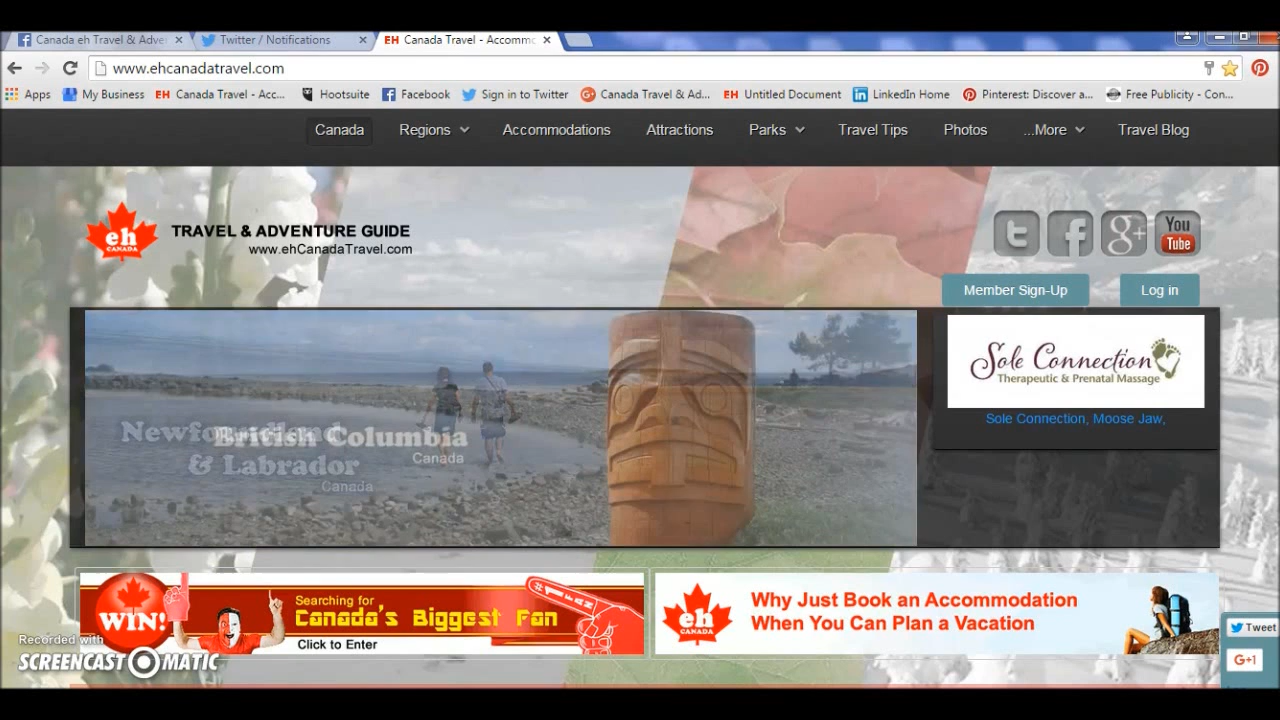 Canada eh Travel & Adve
Twitter / Notifications
EH Canada Travel - Accommo
www.ehcanadatravel.com
Apps
My Business
EH Canada Travel - Acc...
Hootsuite
Facebook
Sign in to Twitter
Canada Travel & Ad...
EH Untitled Document
LinkedIn Home
Pinterest: Discover a...
Free Publicity - Con...
Canada
Regions
Accommodations
Attractions
Parks
Travel Tips
Photos
...More
Travel Blog
eh
CANADA
TRAVEL & ADVENTURE GUIDE
www.ehCanadaTravel.com
g+
You
Tube
Member Sign-Up
Log in
Newfoundland
& Labrador
Canada
British Columbia
Canada
Sole Connection
Therapeutic & Prenatal Massage
Sole Connection, Moose Jaw,
WIN!
Searching for
Canada's Biggest Fan
Click to Enter
#1 FAN
eh
CANADA
Why Just Book an Accommodation
When You Can Plan a Vacation
Tweet
G+1
Recorded with
SCREENCAST-O-MATIC